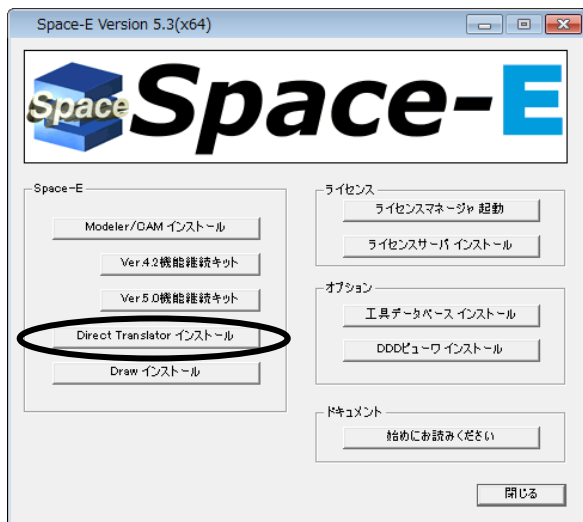 Space-E Version 5.3(x64)
Space Space-E
Space-E
Modeler/CAM インストール
Ver.4.2機能継続キット
Ver.5.0機能継続キット
Direct Translator インストール
Draw インストール
ライセンス
ライセンスマネージャ 起動
ライセンスサーバ インストール
オプション
工具データベース インストール
DDDビューワ インストール
ドキュメント
始めにお読みください
閉じる